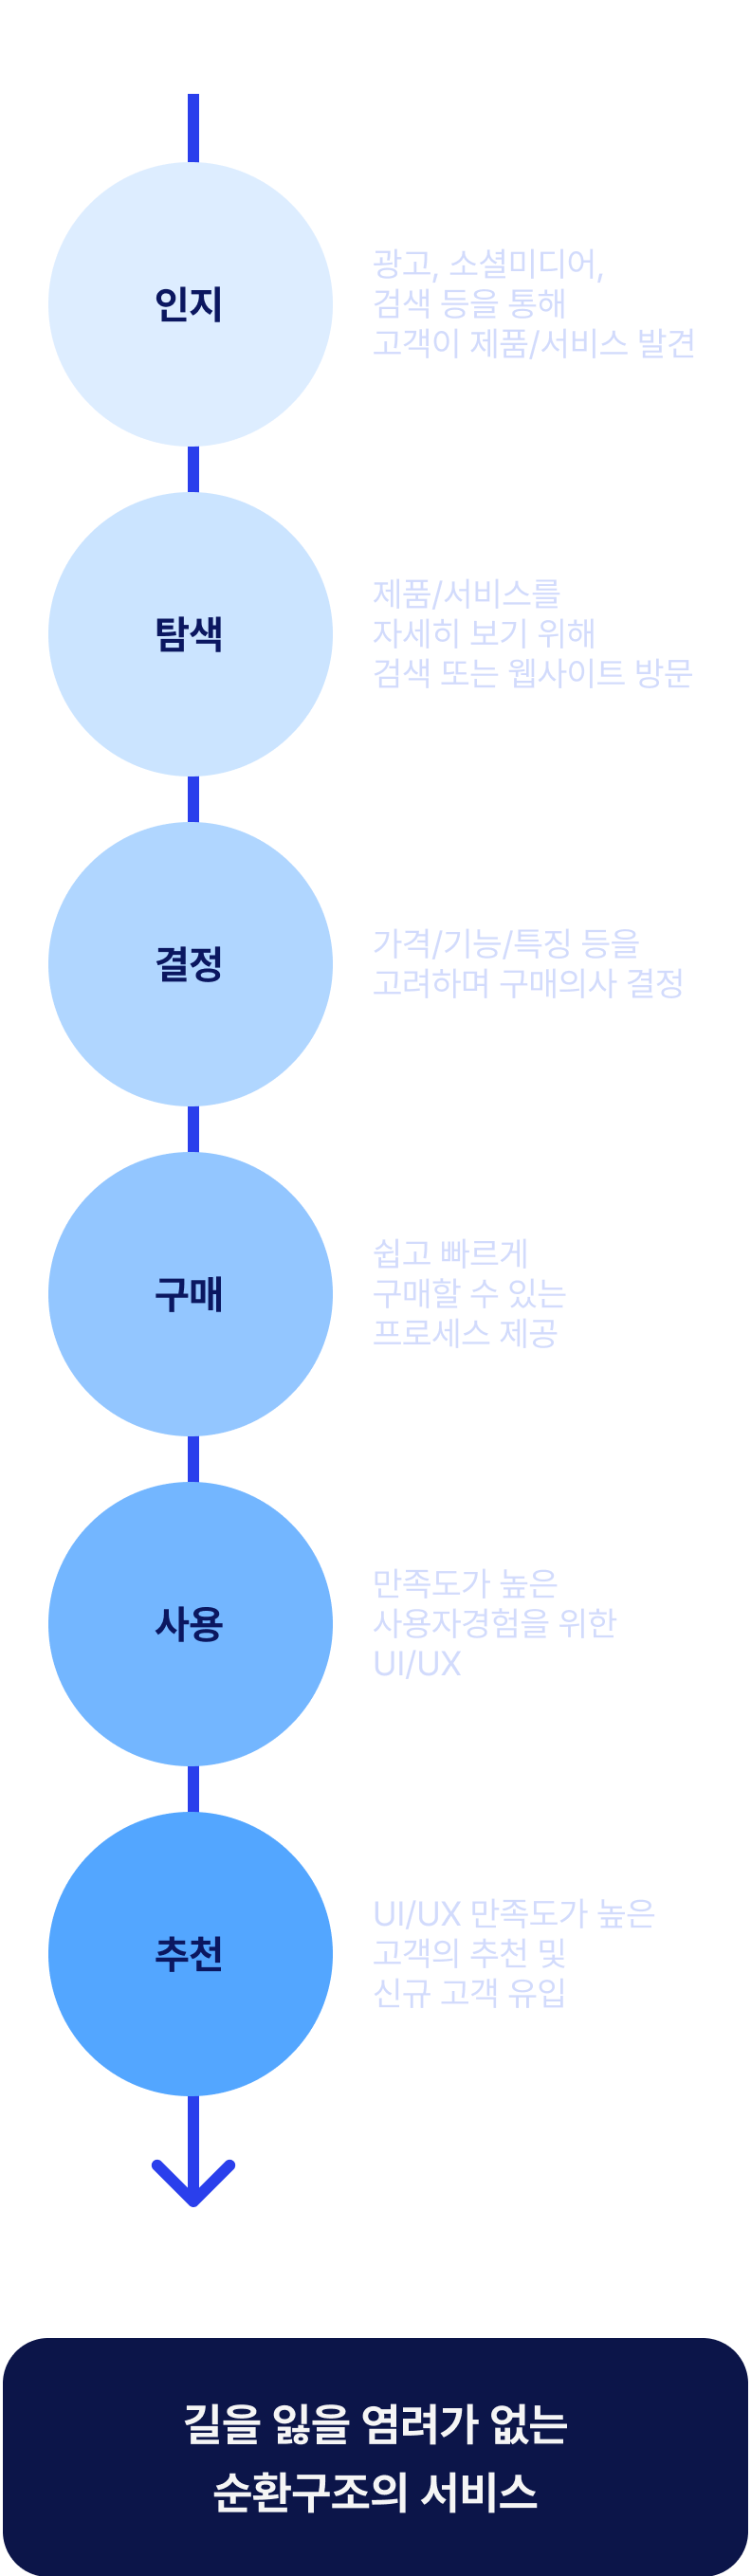 인지
광고, 소셜미디어,
검색 등을 통해
고객이 제품/서비스 발견
탐색
제품/서비스를
자세히 보기 위해
검색 또는 웹사이트 방문
결정
가격/기능/특징 등을
고려하며 구매의사 결정
구매
쉽고 빠르게
구매할 수 있는
프로세스 제공
사용
만족도가 높은
사용자경험을 위한
UI/UX
추천
UI/UX 만족도가 높은
고객의 추천 및
신규 고객 유입
길을 잃을 염려가 없는
순환구조의 서비스